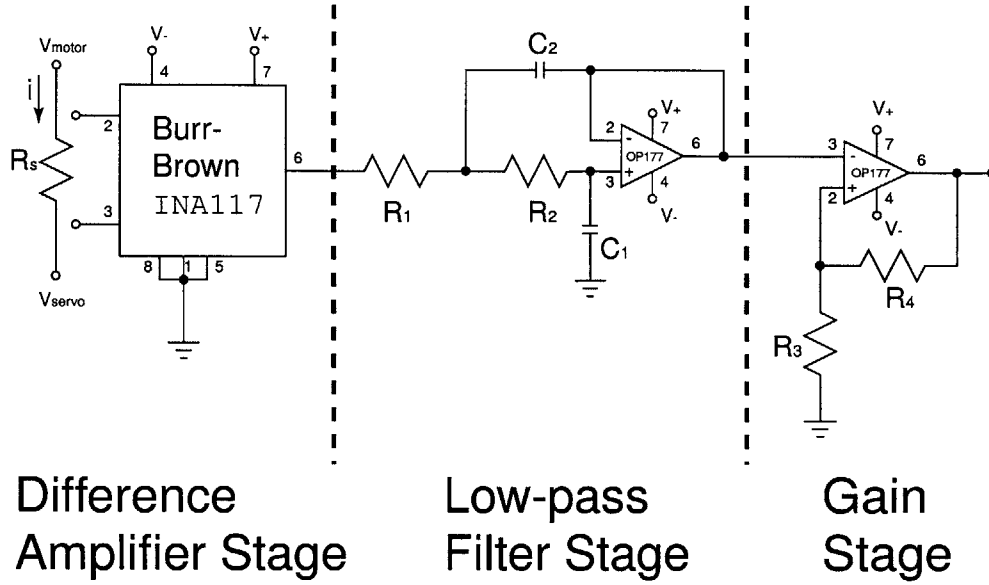 Vmotor
i
Rs
Vservo
V-
4
V+
7
2
3
Burr-
Brown
INA117
6
8
1
5
R1
R2
C2
C1
2
3
V+
7
OP177
6
4
V-
3
2
V+
7
OP177
6
4
V-
R4
R3
-
+
-
+
Difference
Amplifier Stage
Low-pass
Filter Stage
Gain
Stage